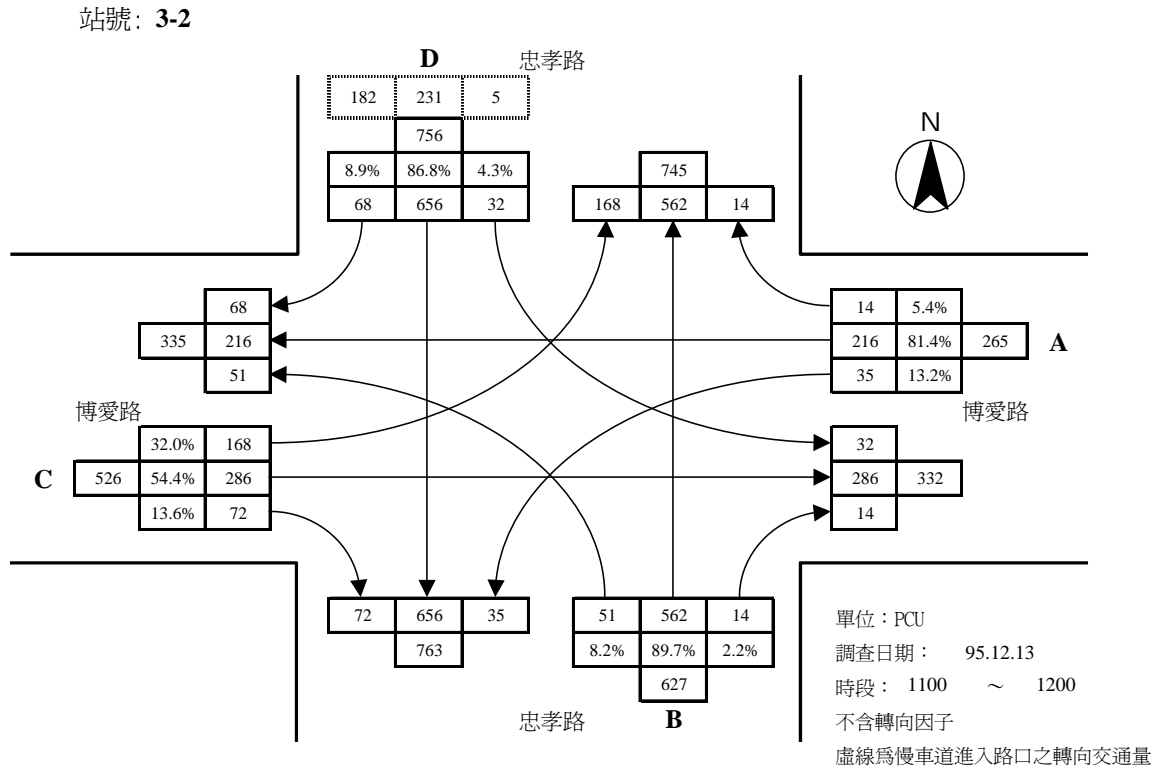 站號: 3-2
D 忠孝路
182 231 5
756
8.9% 86.8% 4.3%
68 656 32
745
168 562 14
N
68
335 216
51
14 5.4%
216 81.4% 265
35 13.2%
A
博愛路
博愛路
32.0% 168
C 526 54.4% 286
13.6% 72
32
286 332
14
72 656 35
763
51 562 14
8.2% 89.7% 2.2%
627
忠孝路 B
單位：PCU
調查日期： 95.12.13
時段： 1100 ～ 1200
不含轉向因子
虛線爲慢車道進入路口之轉向交通量